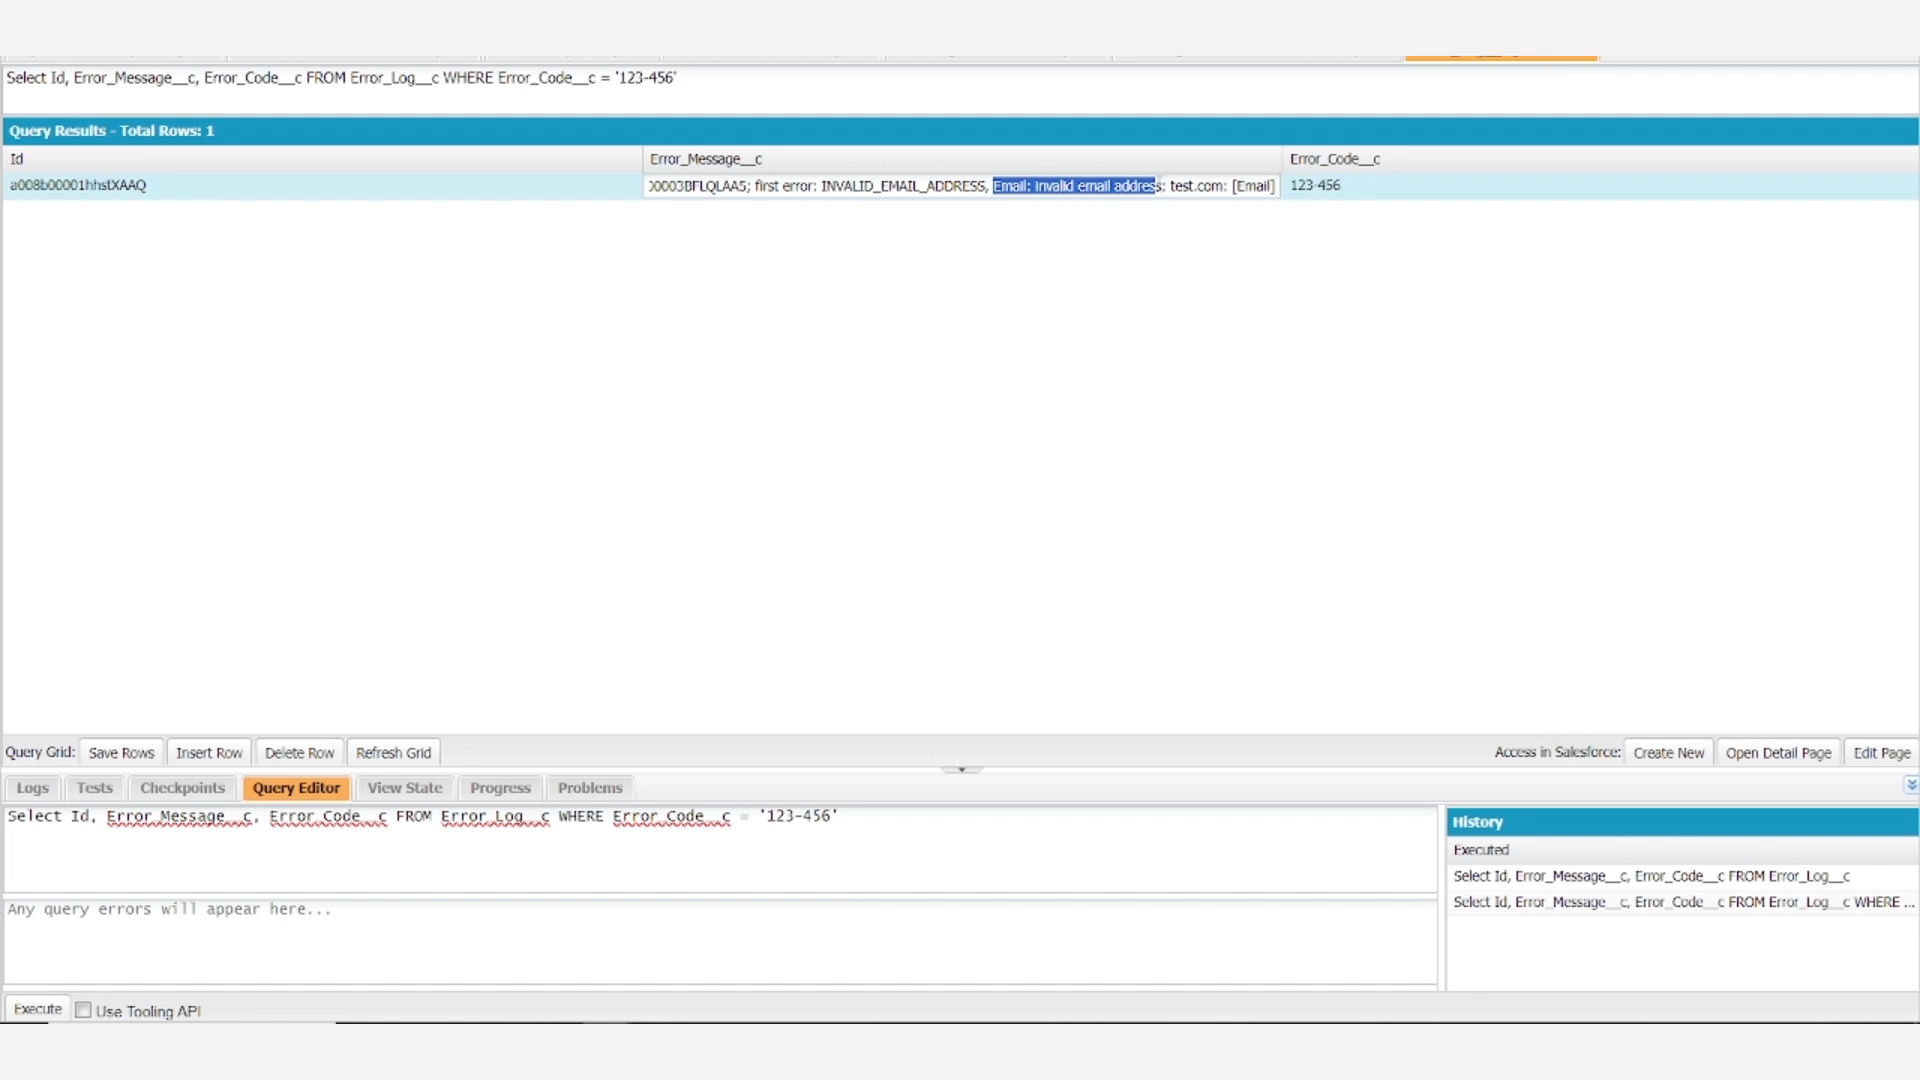 Select Id, Error_Message__c, Error_Code__c FROM Error_Log__c WHERE Error_Code__c = '123-456'
Query Results - Total Rows: 1
Id Error_Message__c Error_Code__c
a008b00001hhstXAAQ 00003BFLQLAA5; first error: INVALID_EMAIL_ADDRESS, Email: invalid email address: test.com: [Email] 123-456
Query Grid: Save Rows Insert Row Delete Row Refresh Grid Access in Salesforce: Create New Open Detail Page Edit Page
Logs Tests Checkpoints Query Editor View State Progress Problems
Select Id, Error_Message__c, Error_Code__c FROM Error_Log__c WHERE Error_Code__c = '123-456'
History
Executed
Select Id, Error_Message__c, Error_Code__c FROM Error_Log__c
Select Id, Error_Message__c, Error_Code__c FROM Error_Log__c WHERE ...
Any query errors will appear here...
Execute Use Tooling API